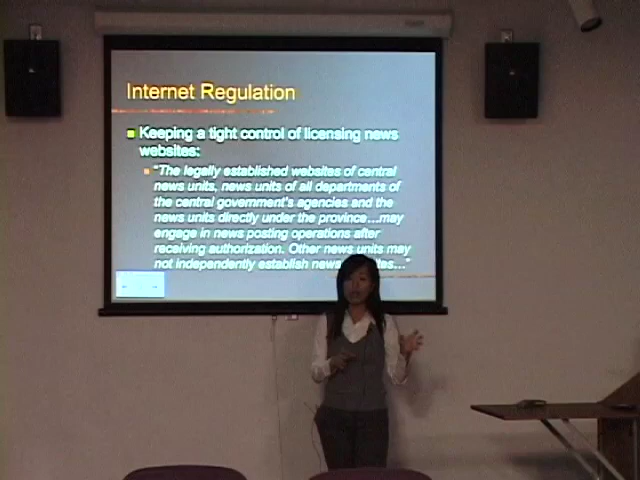 Internet Regulation
Keeping a tight control of licensing news
websites:
"The legally established websites of central
news units, news units of all departments of
the central government's agencies and the
news units directly under the province…may
engage in news posting operations after
receiving authorization. Other news units may
not independently establish news